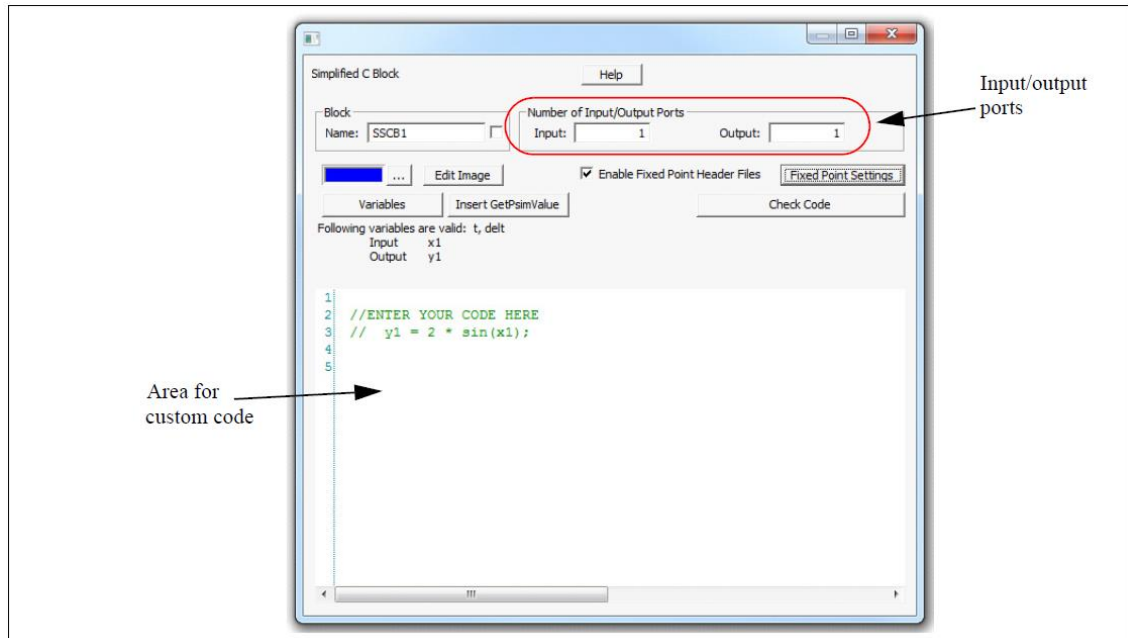 Simplified C Block
Help
Input/output
ports
Block
Number of Input/Output Ports
Name: SSCB1
Input: 1
Output: 1
... Edit Image
Enable Fixed Point Header Files
Fixed Point Settings
Variables
Insert GetPsimValue
Check Code
Following variables are valid: t, delt
Input x1
Output y1
1
2 //ENTER YOUR CODE HERE
3 // y1 = 2 * sin(x1);
4
5
Area for
custom code